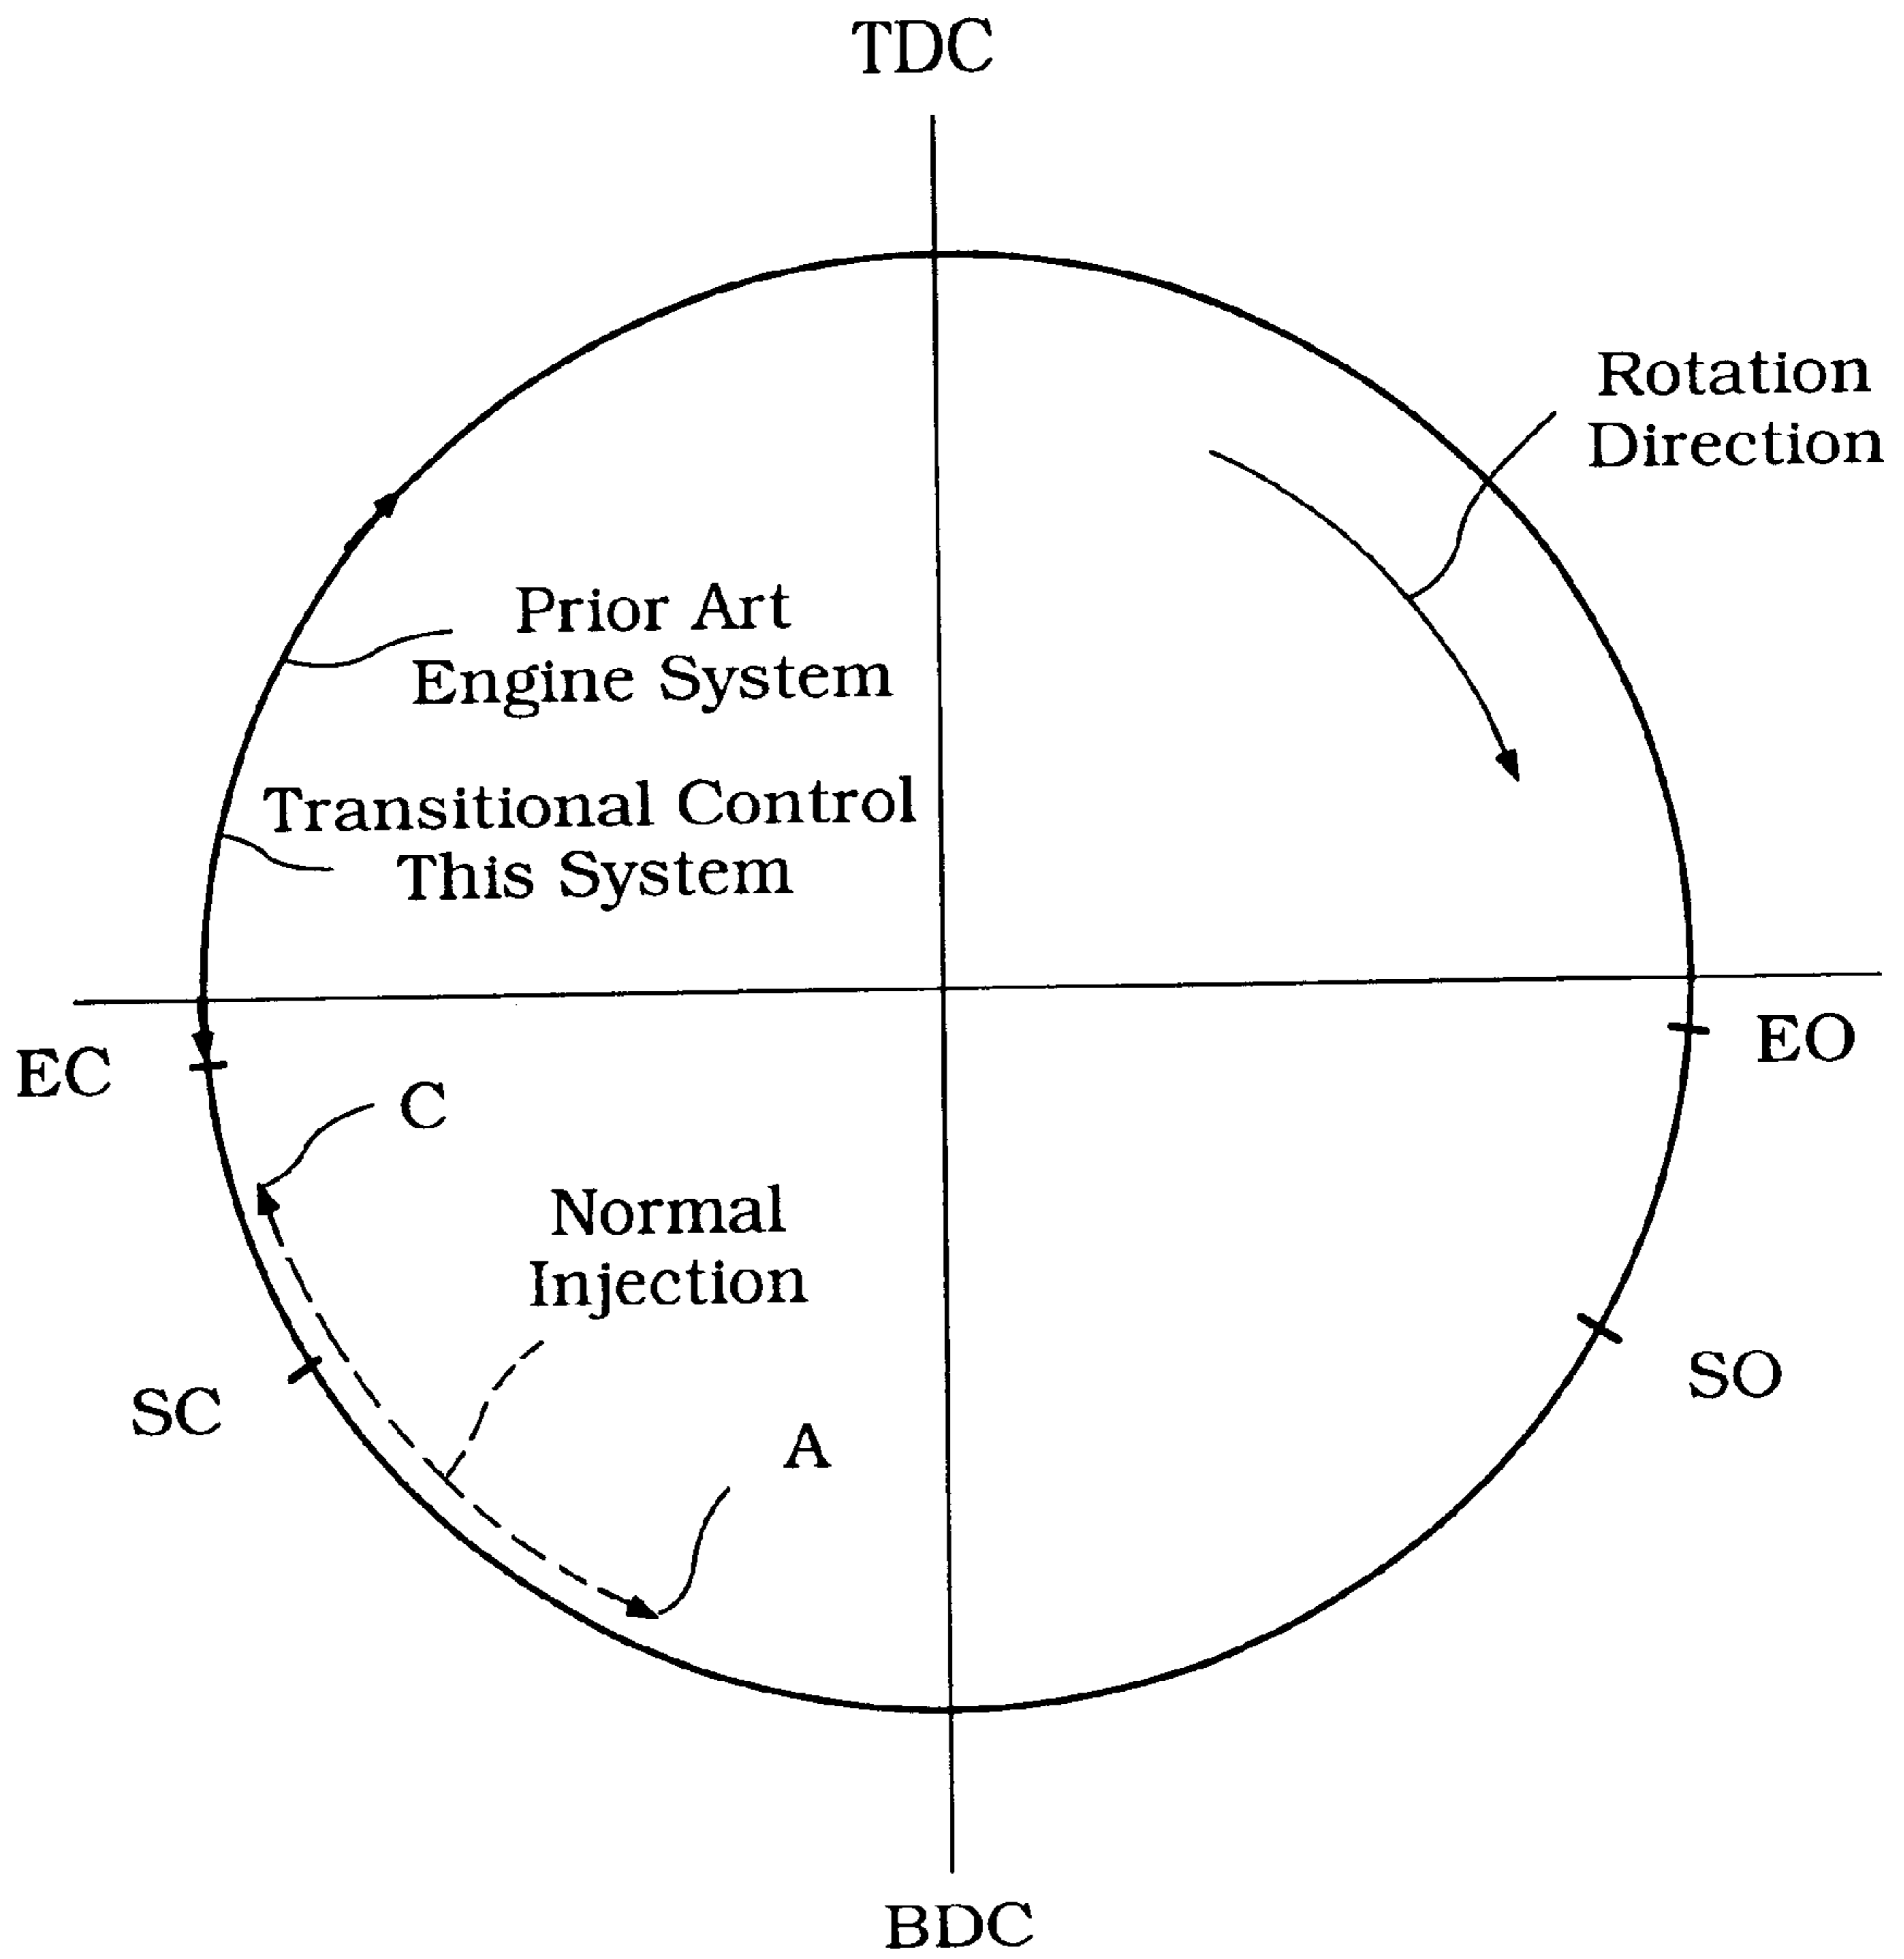 TDC
Rotation
Direction
Prior Art
Engine System
Transitional Control
This System
EC
EO
C
Normal
Injection
SC
SO
A
BDC